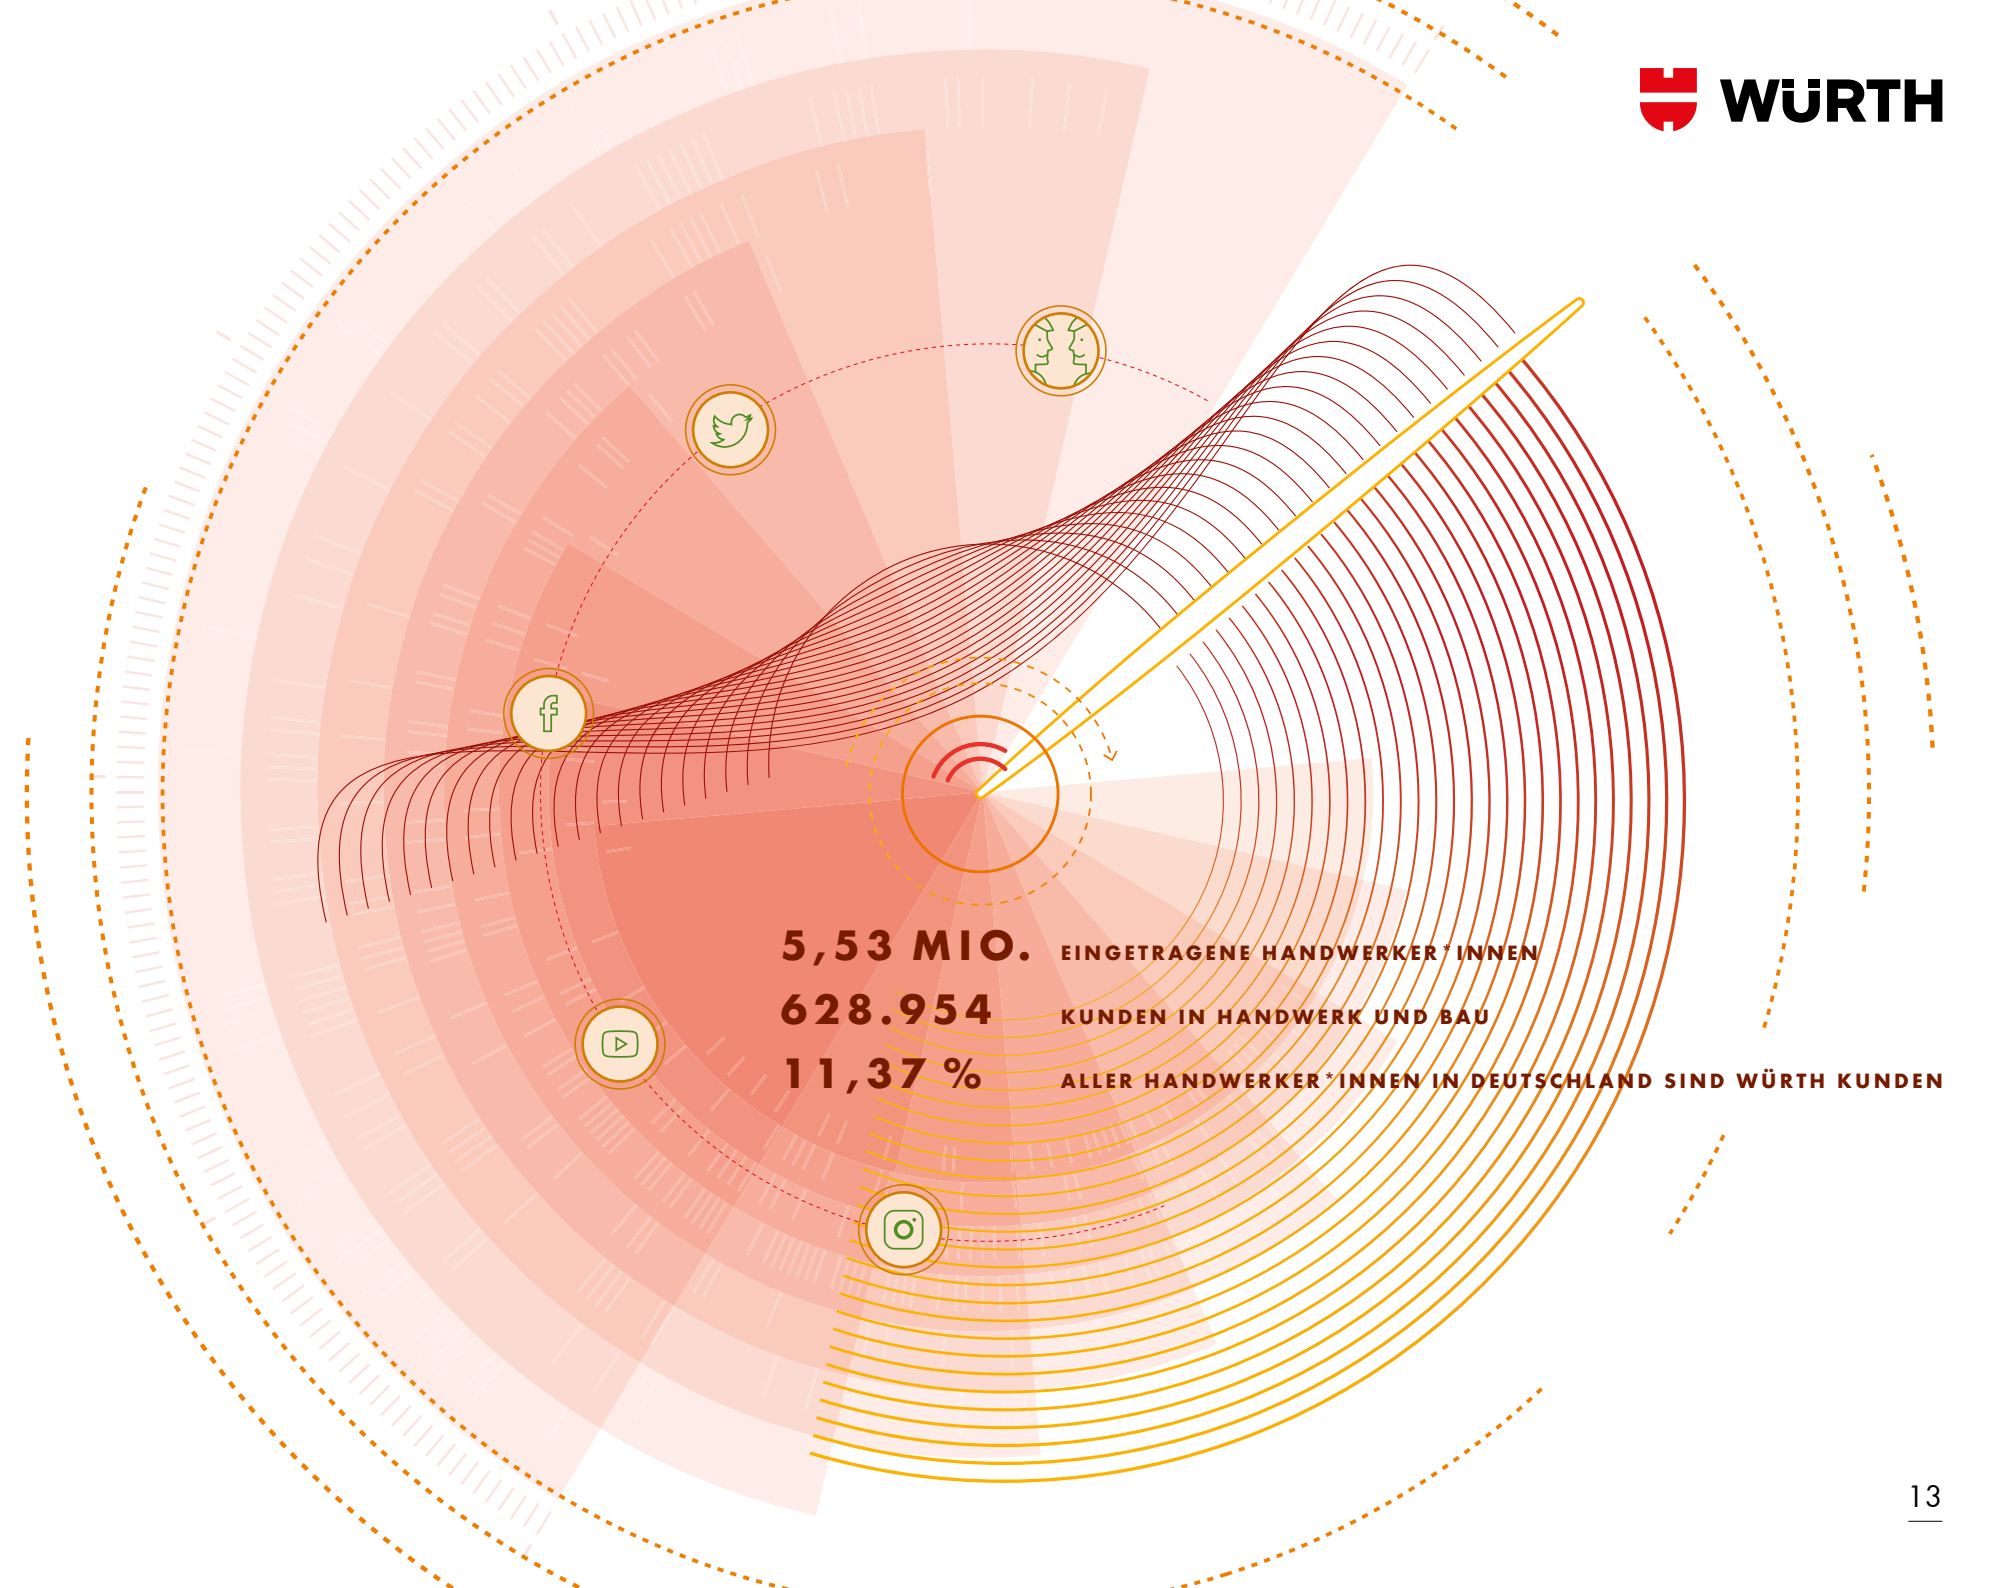 WÜRTH
5,53 MIO. EINGETRAGENE HANDWERKER*INNEN
628.954 KUNDEN IN HANDWERK UND BAU
11,37 % ALLER HANDWERKER*INNEN IN DEUTSCHLAND SIND WÜRTH KUNDEN
13